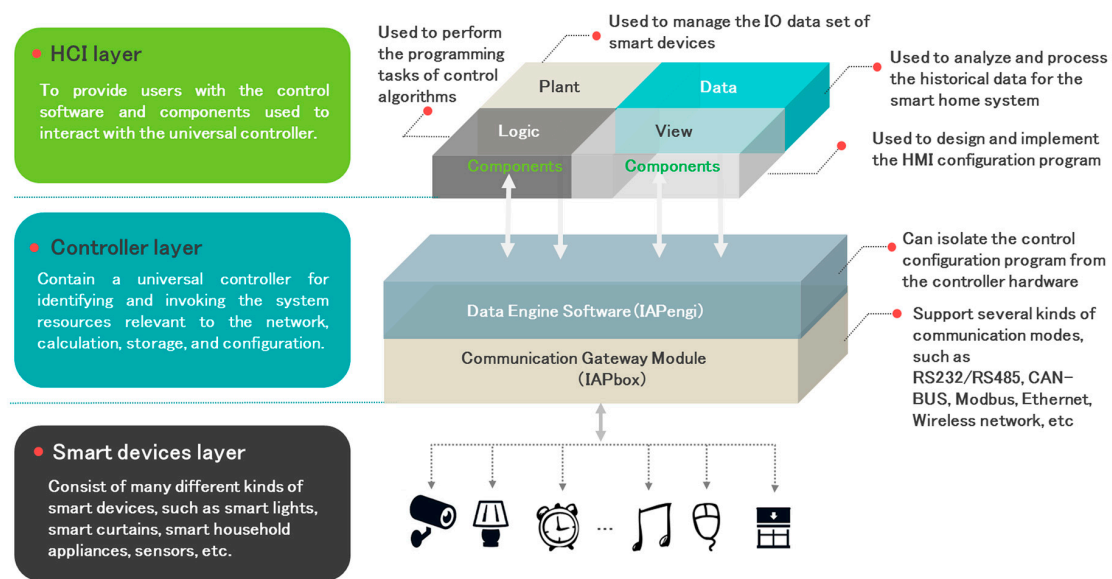 HCI layer
To provide users with the control
software and components used to
interact with the universal controller.
Used to perform
the programming
tasks of control
algorithms
Used to manage the IO data set of
smart devices
Used to analyze and process
the historical data for the
smart home system
Used to design and implement
the HMI configuration program
Plant
Data
Logic
View
Components
Components
Controller layer
Contain a universal controller for
identifying and invoking the system
resources relevant to the network,
calculation, storage, and configuration.
Data Engine Software(IAPengi)
Communication Gateway Module
(IAPbox)
Can isolate the control
configuration program from
the controller hardware
Support several kinds of
communication modes,
such as
RS232/RS485, CAN-
BUS, Modbus, Ethernet,
Wireless network, etc
Smart devices layer
Consist of many different kinds of
smart devices, such as smart lights,
smart curtains, smart household
appliances, sensors, etc.
...